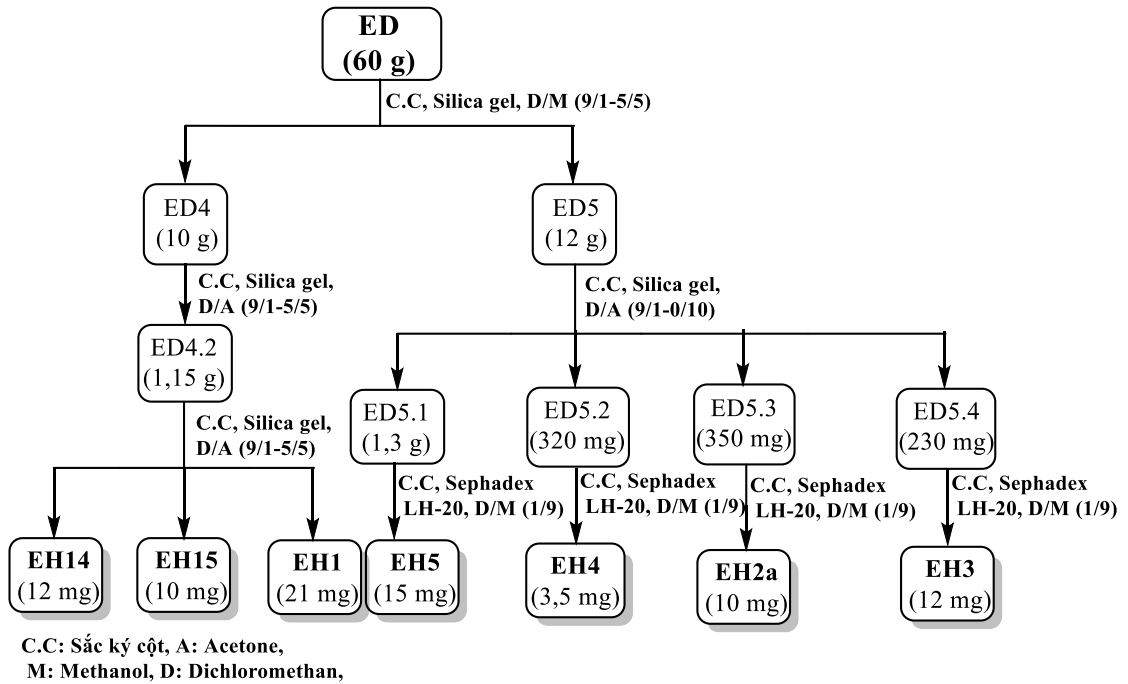 ED
(60 g)
C.C, Silica gel, D/M (9/1-5/5)
ED4
(10 g)
ED5
(12 g)
C.C, Silica gel,
D/A (9/1-5/5)
C.C, Silica gel,
D/A (9/1-0/10)
ED4.2
(1,15 g)
ED5.1
(1,3 g)
ED5.2
(320 mg)
ED5.3
(350 mg)
ED5.4
(230 mg)
C.C, Silica gel,
D/A (9/1-5/5)
C.C, Sephadex
LH-20, D/M (1/9)
C.C, Sephadex
LH-20, D/M (1/9)
C.C, Sephadex
LH-20, D/M (1/9)
C.C, Sephadex
LH-20, D/M (1/9)
EH14
(12 mg)
EH15
(10 mg)
EH1
(21 mg)
EH5
(15 mg)
EH4
(3,5 mg)
EH2a
(10 mg)
EH3
(12 mg)
C.C: Sắc ký cột, A: Acetone,
M: Methanol, D: Dichloromethan,